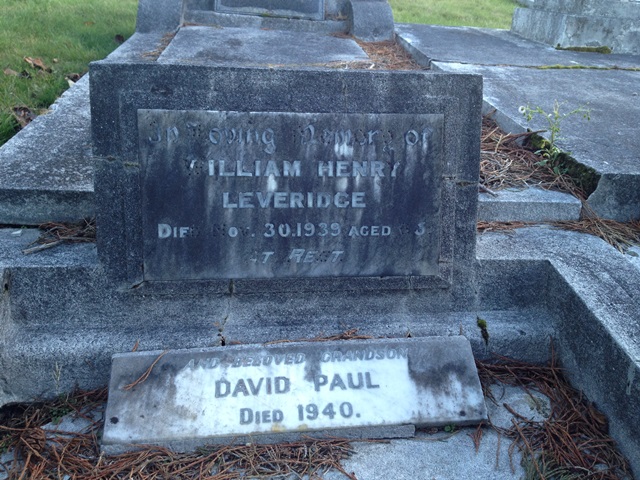 In Loving Memory of
WILLIAM HENRY
LEVERIDGE
DIED NOV. 30. 1939 AGED
AT REST
AND BELOVED GRANDSON
DAVID PAUL
DIED 1940.